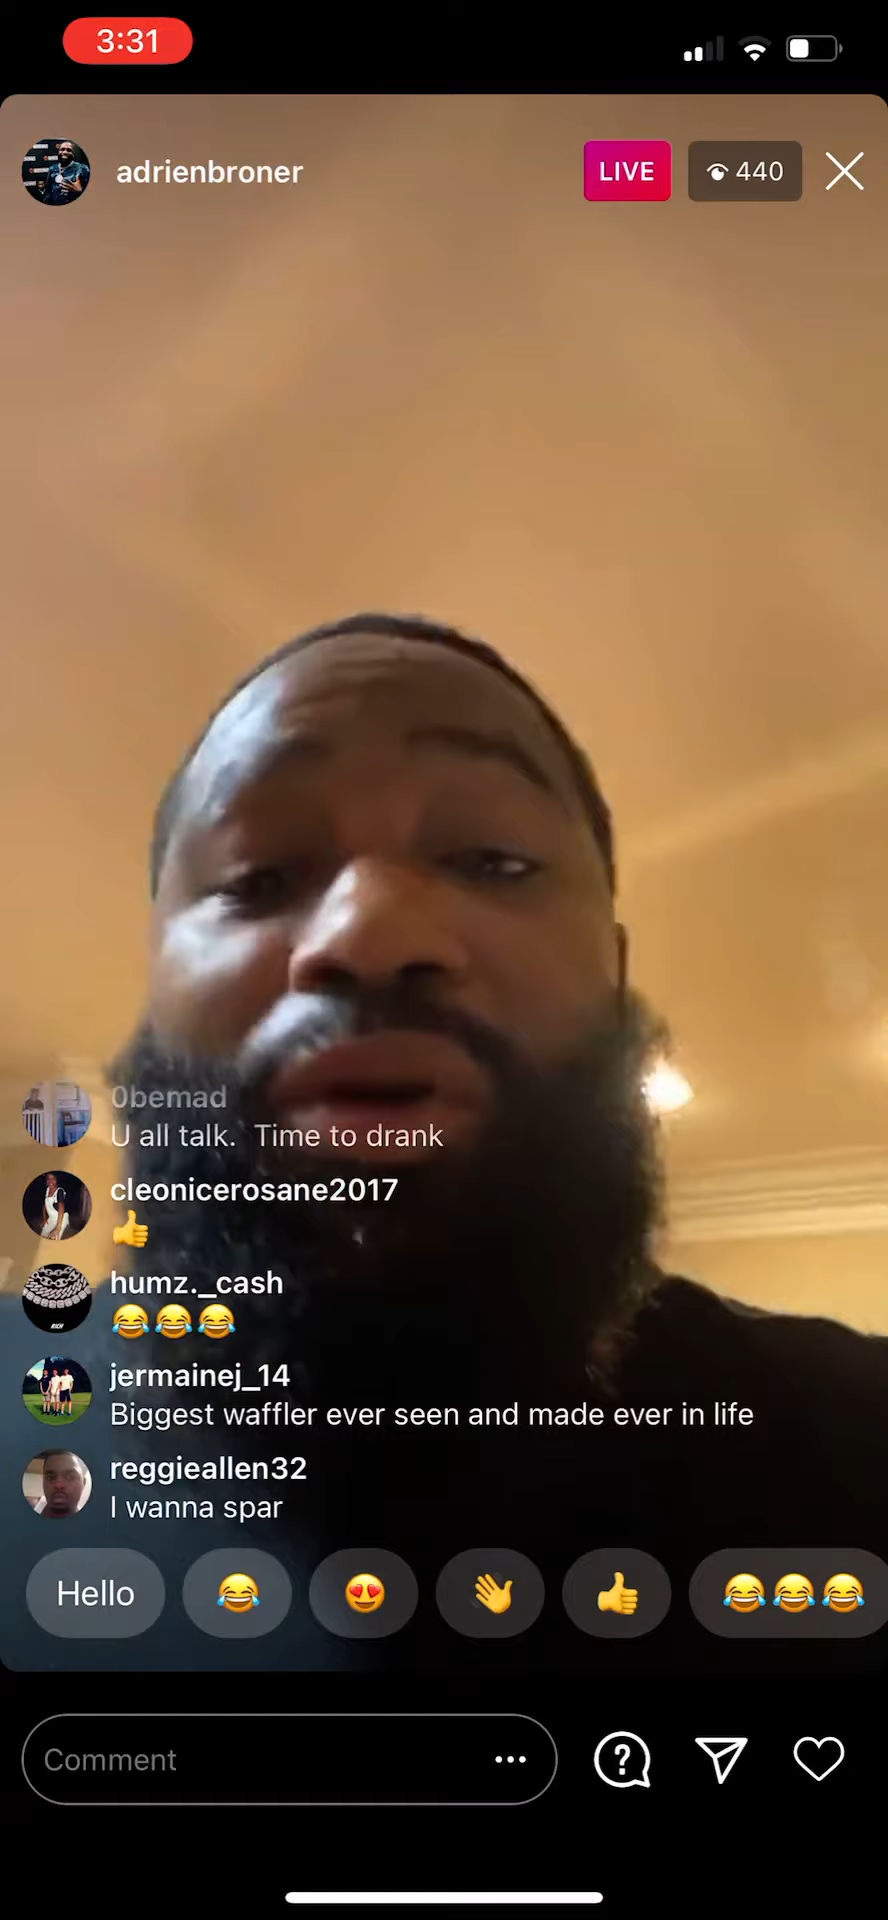 3:31
adrienbroner
LIVE
440
0bemad
U all talk. Time to drank
cleonicerosane2017
👍
humz._cash
😂😂😂
jermainej_14
Biggest waffler ever seen and made ever in life
reggieallen32
I wanna spar
Hello 😂 😍 👋 👍 😂😂😂
Comment